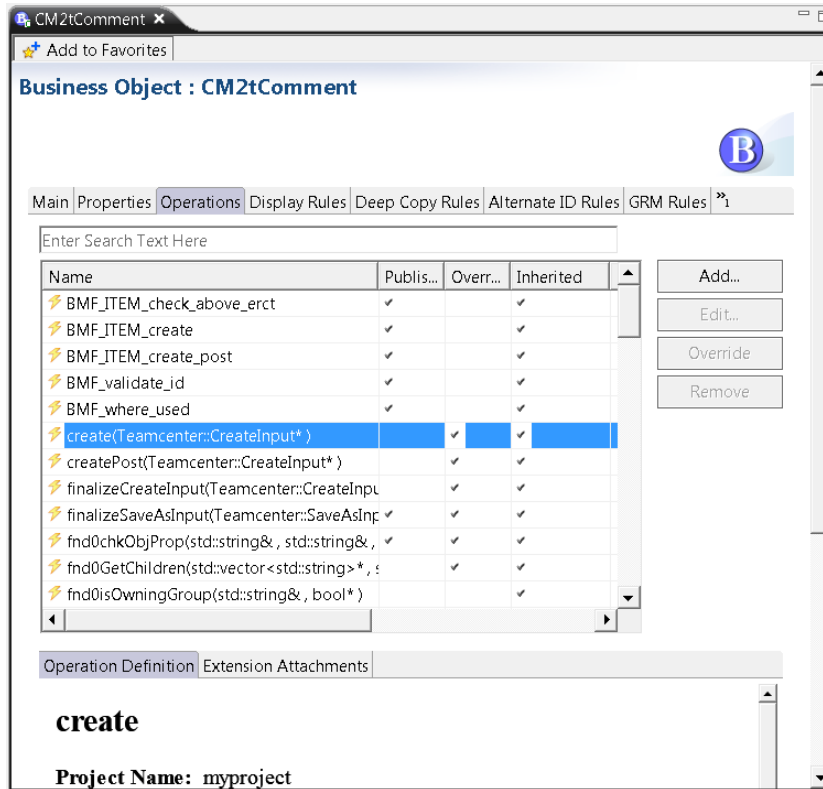 CM2tComment
Add to Favorites
Business Object : CM2tComment
B
Main Properties Operations Display Rules Deep Copy Rules Alternate ID Rules GRM Rules »1
Enter Search Text Here
Name Publis... Overr... Inherited
Add...
BMF_ITEM_check_above_erct
Edit...
BMF_ITEM_create
BMF_ITEM_create_post
Override
BMF_validate_id
Remove
BMF_where_used
create(Teamcenter::CreateInput* )
createPost(Teamcenter::CreateInput* )
finalizeCreateInput(Teamcenter::CreateInpu
finalizeSaveAsInput(Teamcenter::SaveAsInp
fnd0chkObjProp(std::string& , std::string& ,
fnd0GetChildren(std::vector<std::string>* , s
fnd0isOwningGroup(std::string& , bool* )
Operation Definition Extension Attachments
create
Project Name: myproject